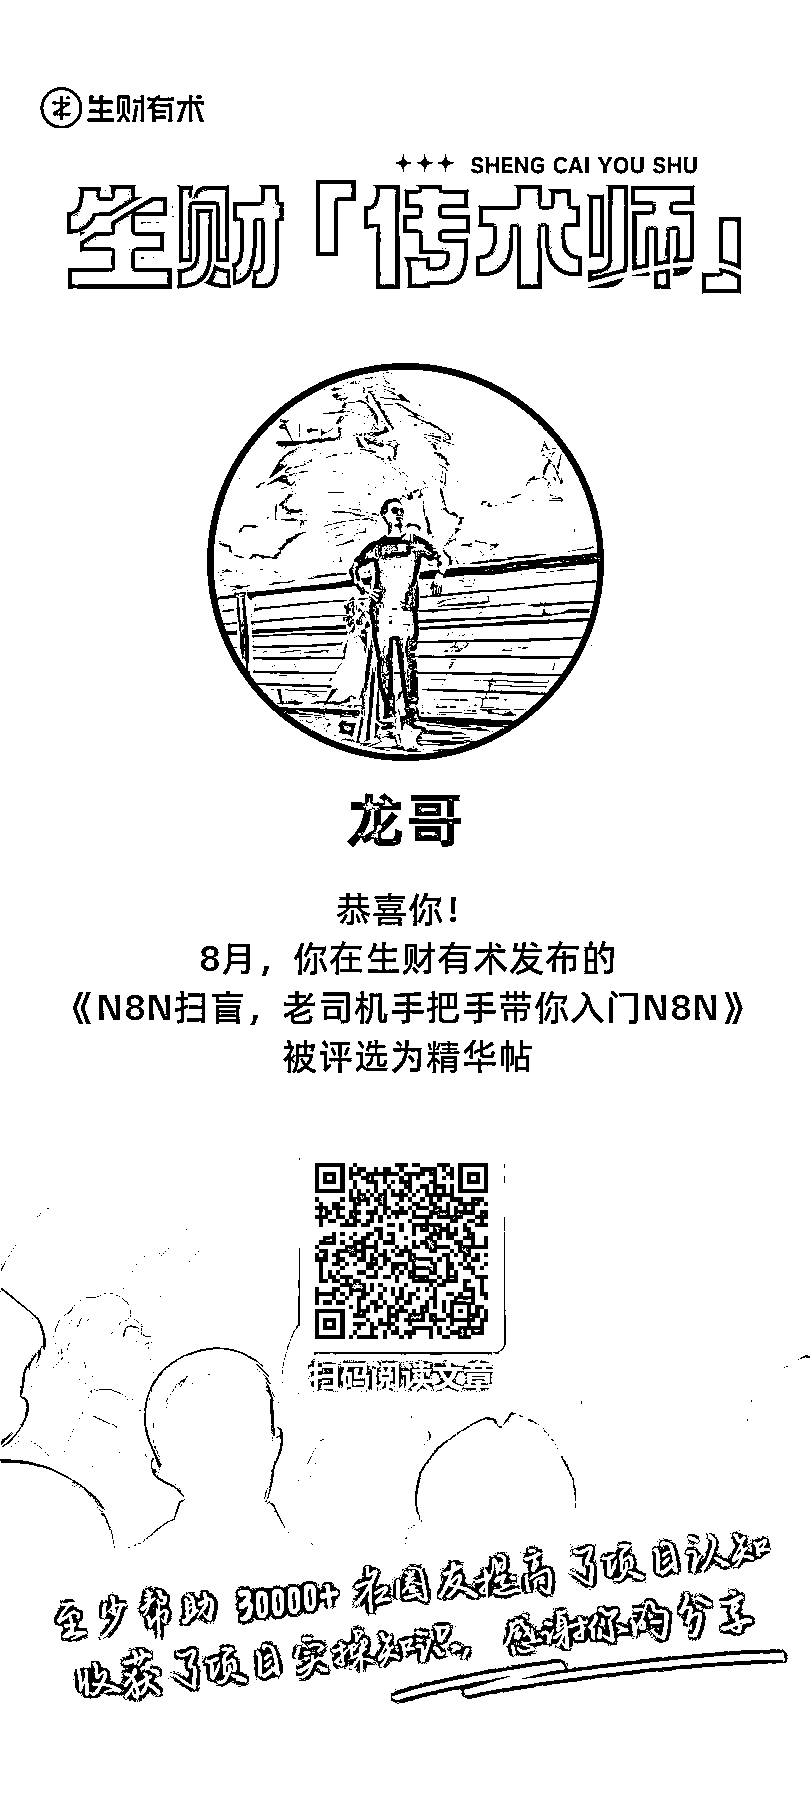 生财有术
SHENG CAI YOU SHU
生财「传术师」
龙哥
恭喜你！
8月，你在生财有术发布的
《N8N扫盲，老司机手把手带你入门N8N》
被评选为精华帖
扫码阅读文章
至少帮助 30000+ 社圈友提高了项目认知
收获了项目实操知识。感谢你的分享